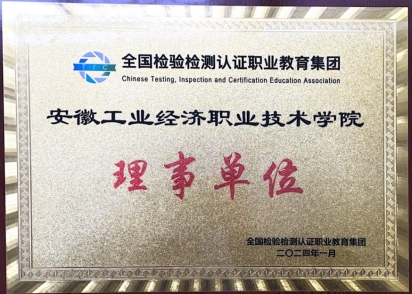 全国检验检测认证职业教育集团
TIC
Chinese Testing, Inspection and Certification Education Association
安徽工业经济职业技术学院
理事单位
全国检验检测认证职业教育集团
二〇二四年一月